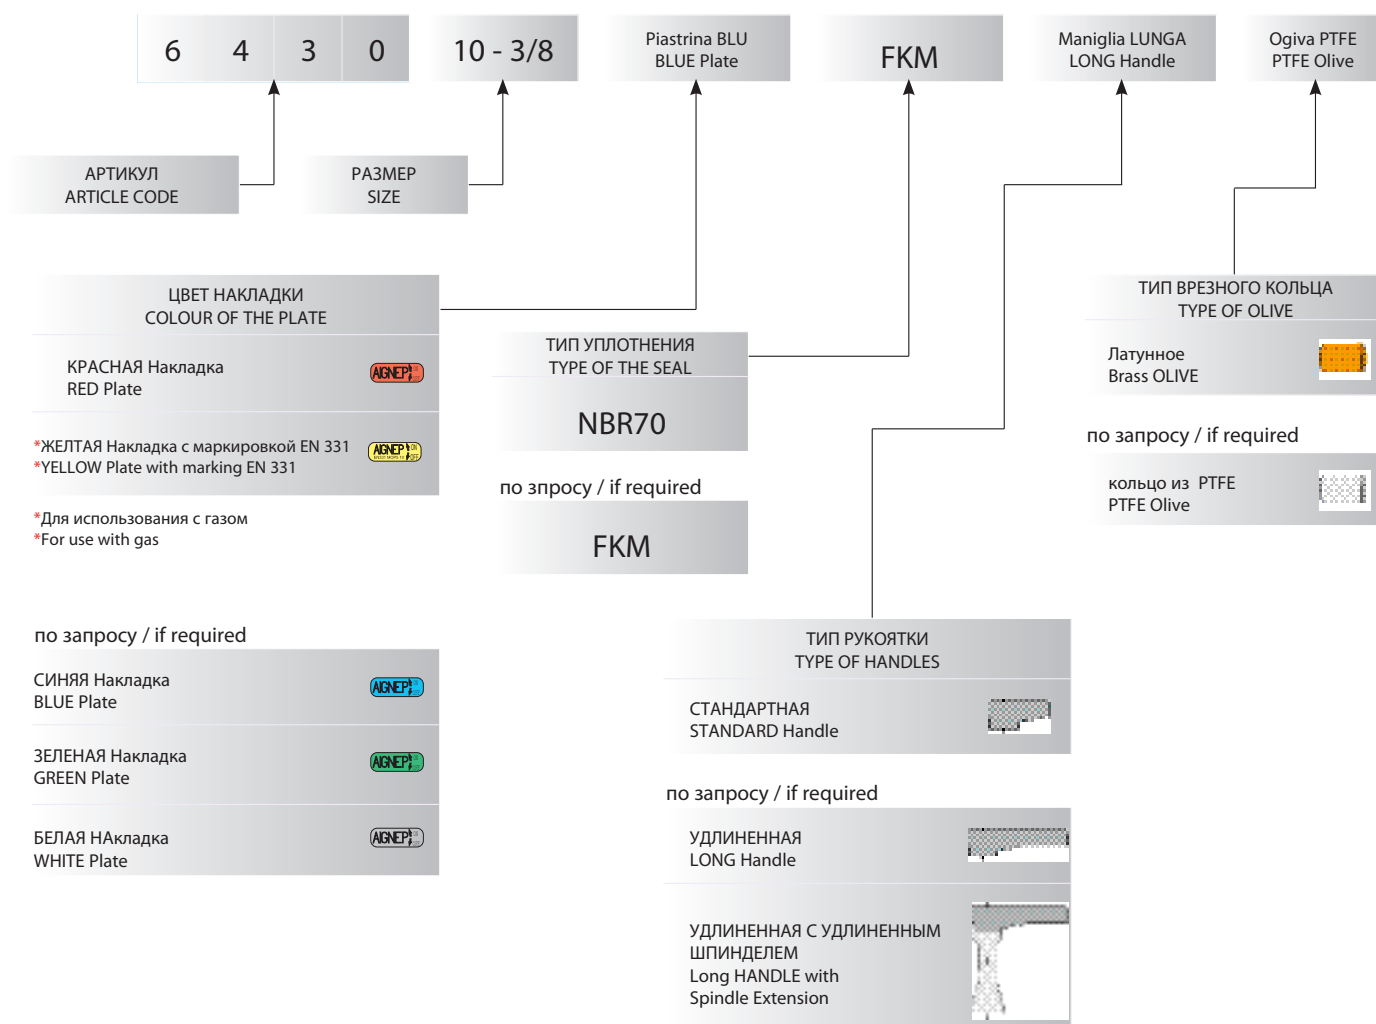 6 4 3 0
10 - 3/8
Piastrina BLU
BLUE Plate
FKM
Maniglia LUNGA
LONG Handle
Ogiva PTFE
PTFE Olive
АРТИКУЛ
ARTICLE CODE
РАЗМЕР
SIZE
ЦВЕТ НАКЛАДКИ
COLOUR OF THE PLATE
КРАСНАЯ Накладка
RED Plate
AIGNEP
*ЖЕЛТАЯ Накладка с маркировкой EN 331
*YELLOW Plate with marking EN 331
AIGNEP
*Для использования с газом
*For use with gas
по запросу / if required
СИНЯЯ Накладка
BLUE Plate
AIGNEP
ЗЕЛЕНАЯ Накладка
GREEN Plate
AIGNEP
БЕЛАЯ НАкладка
WHITE Plate
AIGNEP
ТИП УПЛОТНЕНИЯ
TYPE OF THE SEAL
NBR70
по зпросу / if required
FKM
ТИП РУКОЯТКИ
TYPE OF HANDLES
СТАНДАРТНАЯ
STANDARD Handle
по запросу / if required
УДЛИНЕННАЯ
LONG Handle
УДЛИНЕННАЯ С УДЛИНЕННЫМ
ШПИНДЕЛЕМ
Long HANDLE with
Spindle Extension
ТИП ВРЕЗНОГО КОЛЬЦА
TYPE OF OLIVE
Латунное
Brass OLIVE
по запросу / if required
кольцо из PTFE
PTFE Olive